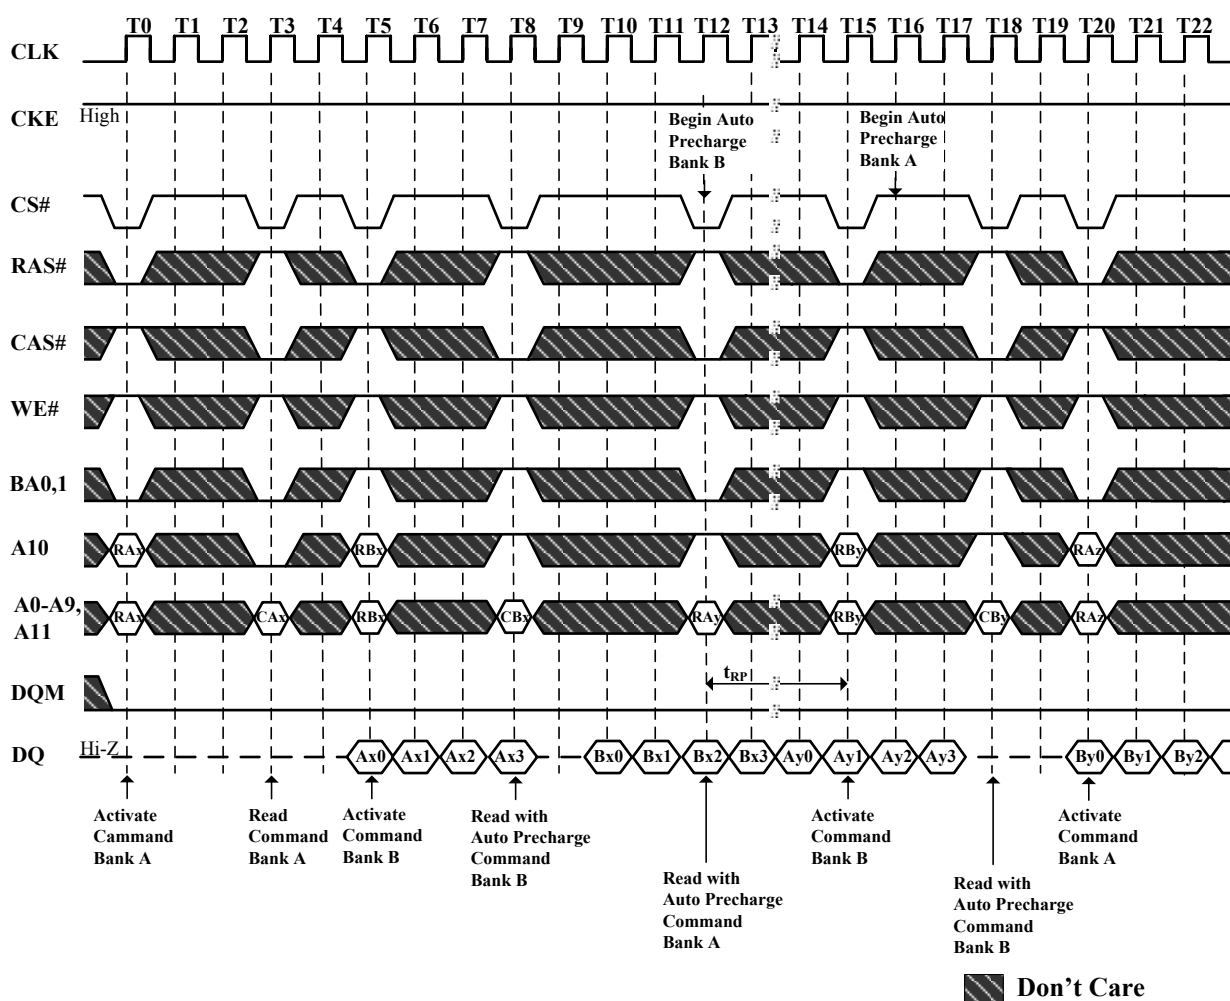 T0 T1 T2 T3 T4 T5 T6 T7 T8 T9 T10 T11 T12 T13 T14 T15 T16 T17 T18 T19 T20 T21 T22
CLK
CKE High
Begin Auto
Precharge
Bank B
Begin Auto
Precharge
Bank A
CS#
RAS#
CAS#
WE#
BA0,1
A10 RAx RBx RBy RAz
A0-A9,
A11
RAx CAx RBx CBx RAy RBy CBy RAz
tRP
DQM
DQ Hi-Z Ax0 Ax1 Ax2 Ax3 Bx0 Bx1 Bx2 Bx3 Ay0 Ay1 Ay2 Ay3 By0 By1 By2
Activate
Cammand
Bank A
Read
Command
Bank A
Activate
Command
Bank B
Read with
Auto Precharge
Command
Bank B
Read with
Auto Precharge
Command
Bank A
Activate
Command
Bank B
Read with
Auto Precharge
Command
Bank B
Activate
Command
Bank A
Don't Care